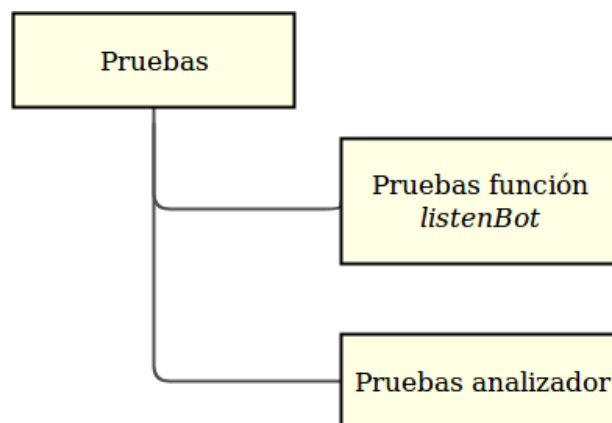 Pruebas
Pruebas función
listenBot
Pruebas analizador